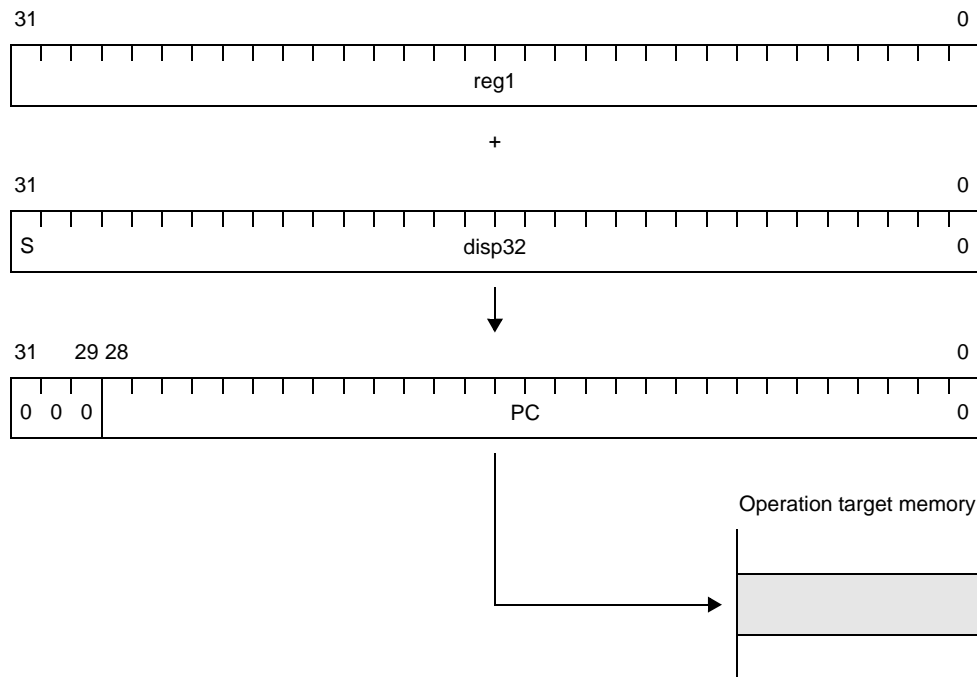 31 0
reg1
+
31 0
S disp32 0
31 29 28 0
0 0 0 PC 0
Operation target memory